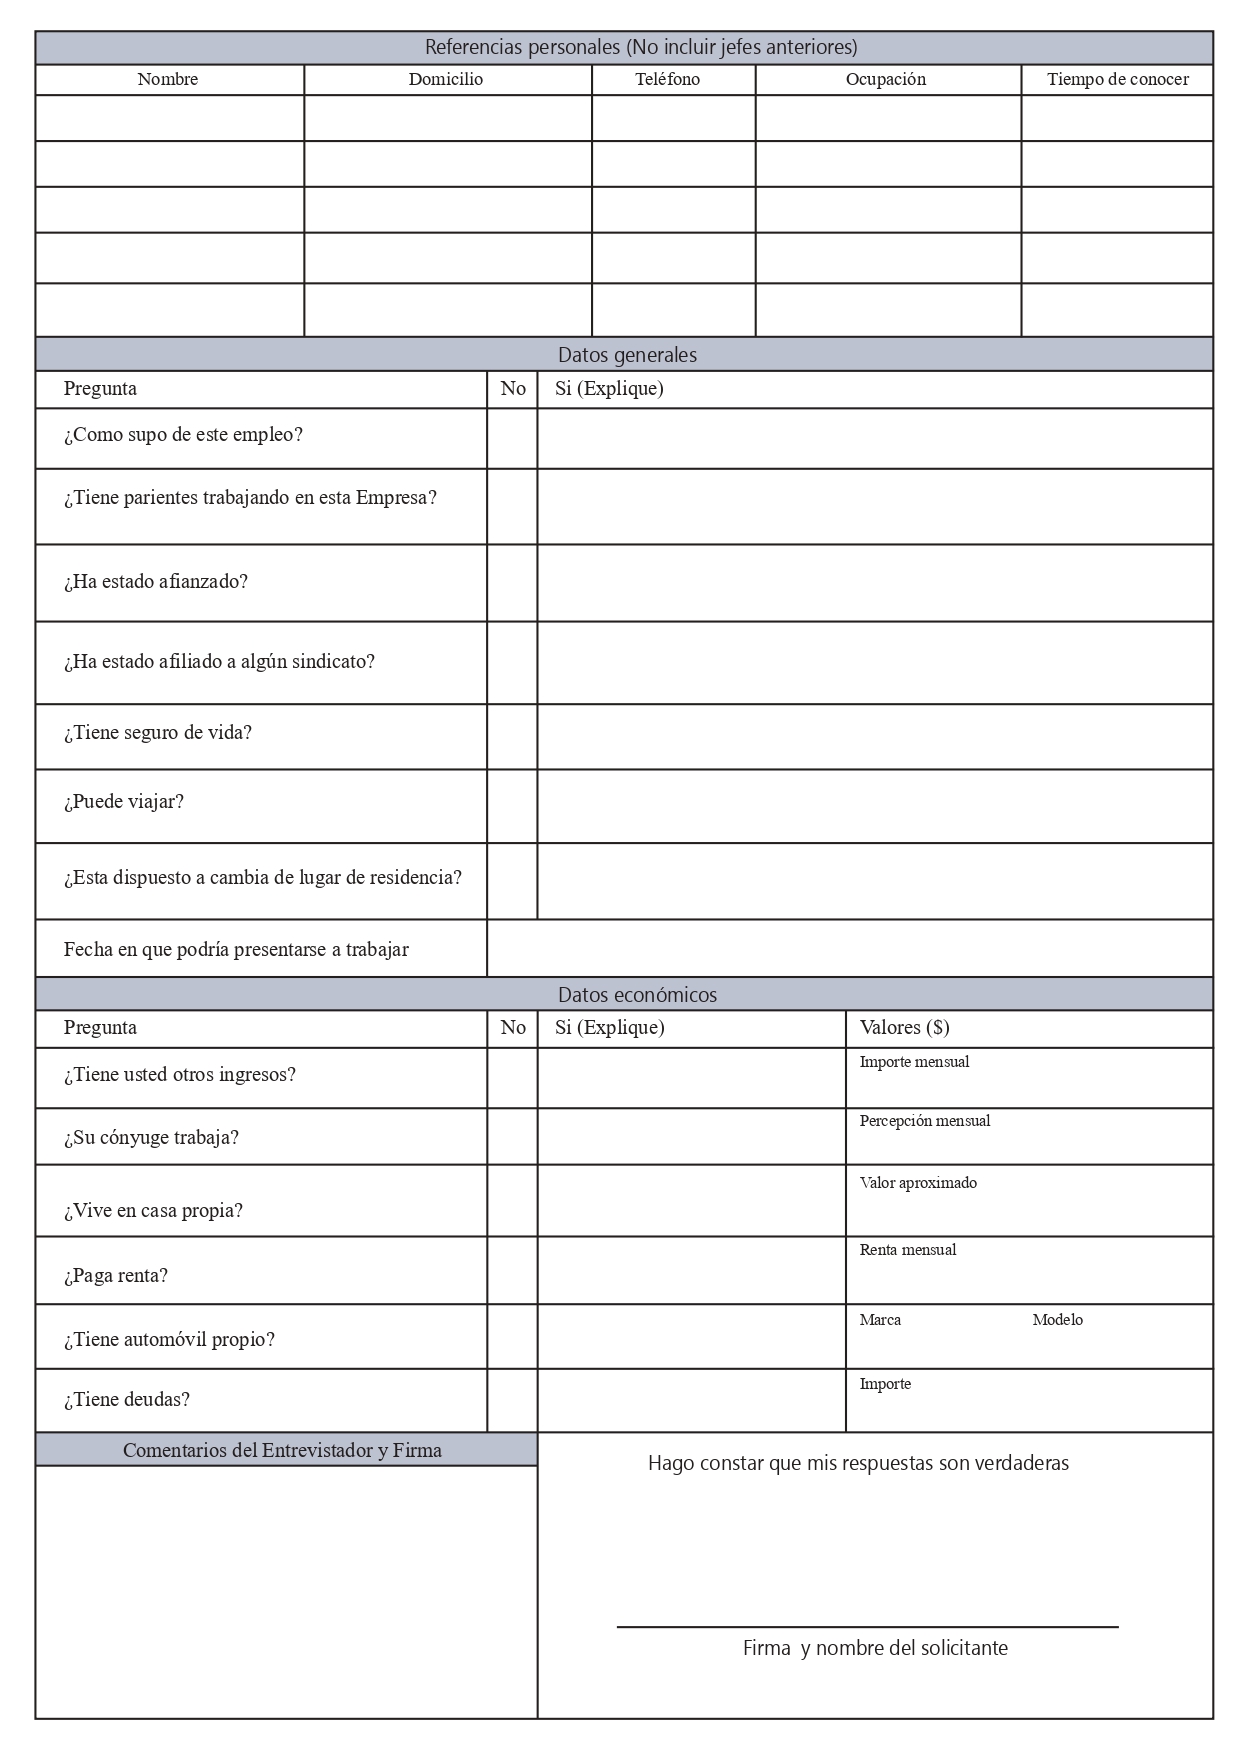 Referencias personales (No incluir jefes anteriores)
Nombre Domicilio Teléfono Ocupación Tiempo de conocer
Datos generales
Pregunta No Si (Explique)
¿Como supo de este empleo?
¿Tiene parientes trabajando en esta Empresa?
¿Ha estado afianzado?
¿Ha estado afiliado a algún sindicato?
¿Tiene seguro de vida?
¿Puede viajar?
¿Esta dispuesto a cambia de lugar de residencia?
Fecha en que podría presentarse a trabajar
Datos económicos
Pregunta No Si (Explique) Valores ($)
¿Tiene usted otros ingresos? Importe mensual
¿Su cónyuge trabaja? Percepción mensual
¿Vive en casa propia? Valor aproximado
¿Paga renta? Renta mensual
¿Tiene automóvil propio? Marca Modelo
¿Tiene deudas? Importe
Comentarios del Entrevistador y Firma
Hago constar que mis respuestas son verdaderas
Firma y nombre del solicitante